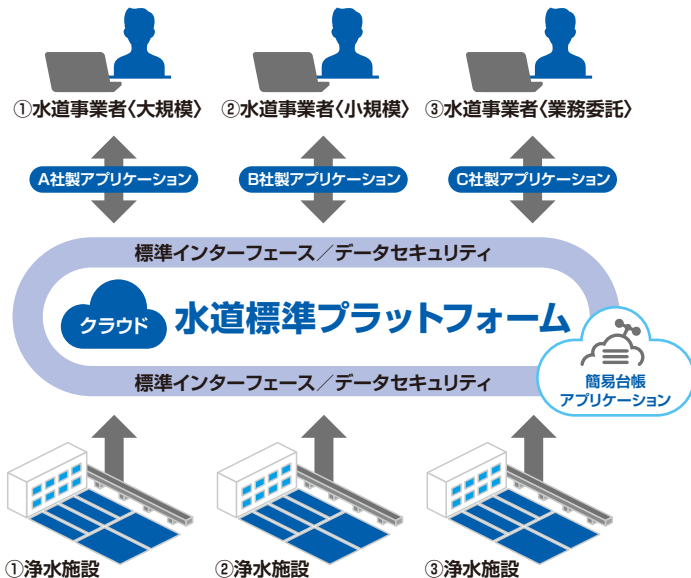 ①水道事業者〈大規模〉
②水道事業者〈小規模〉
③水道事業者〈業務委託〉
A社製アプリケーション
B社製アプリケーション
C社製アプリケーション
標準インターフェース／データセキュリティ
クラウド
水道標準プラットフォーム
簡易台帳
アプリケーション
標準インターフェース／データセキュリティ
①浄水施設
②浄水施設
③浄水施設